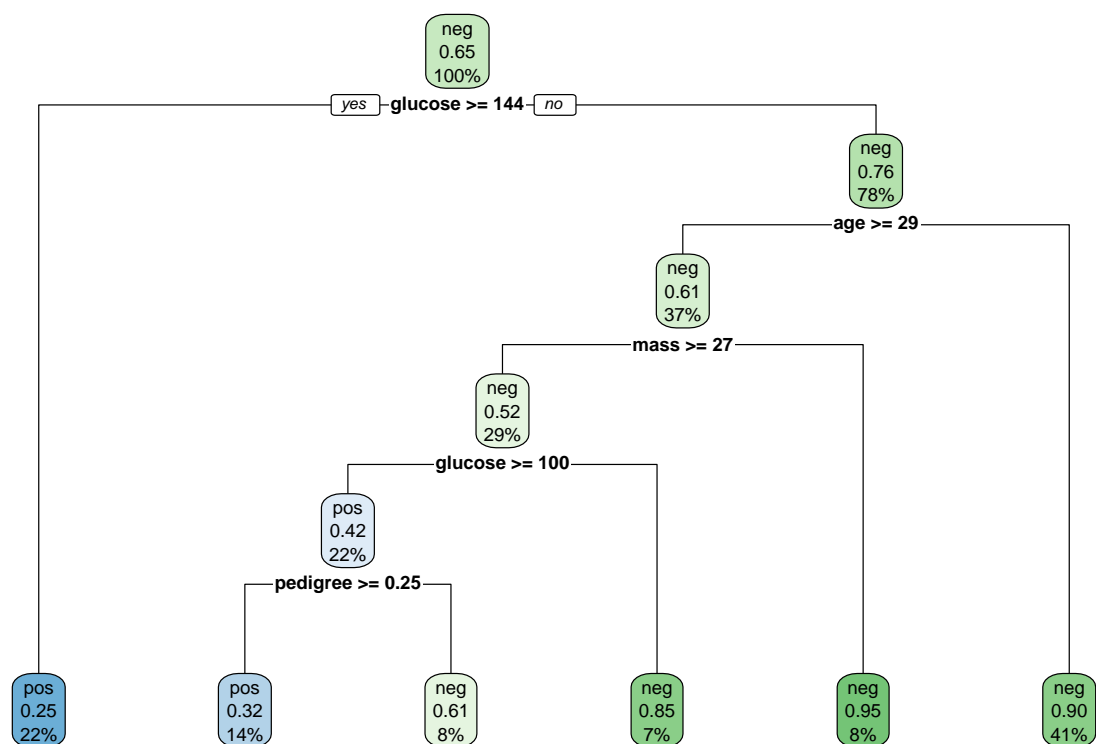 neg
0.65
100%
yes glucose >= 144 no
neg
0.76
78%
age >= 29
neg
0.61
37%
mass >= 27
neg
0.52
29%
glucose >= 100
pos
0.42
22%
pedigree >= 0.25
pos
0.25
22%
pos
0.32
14%
neg
0.61
8%
neg
0.85
7%
neg
0.95
8%
neg
0.90
41%